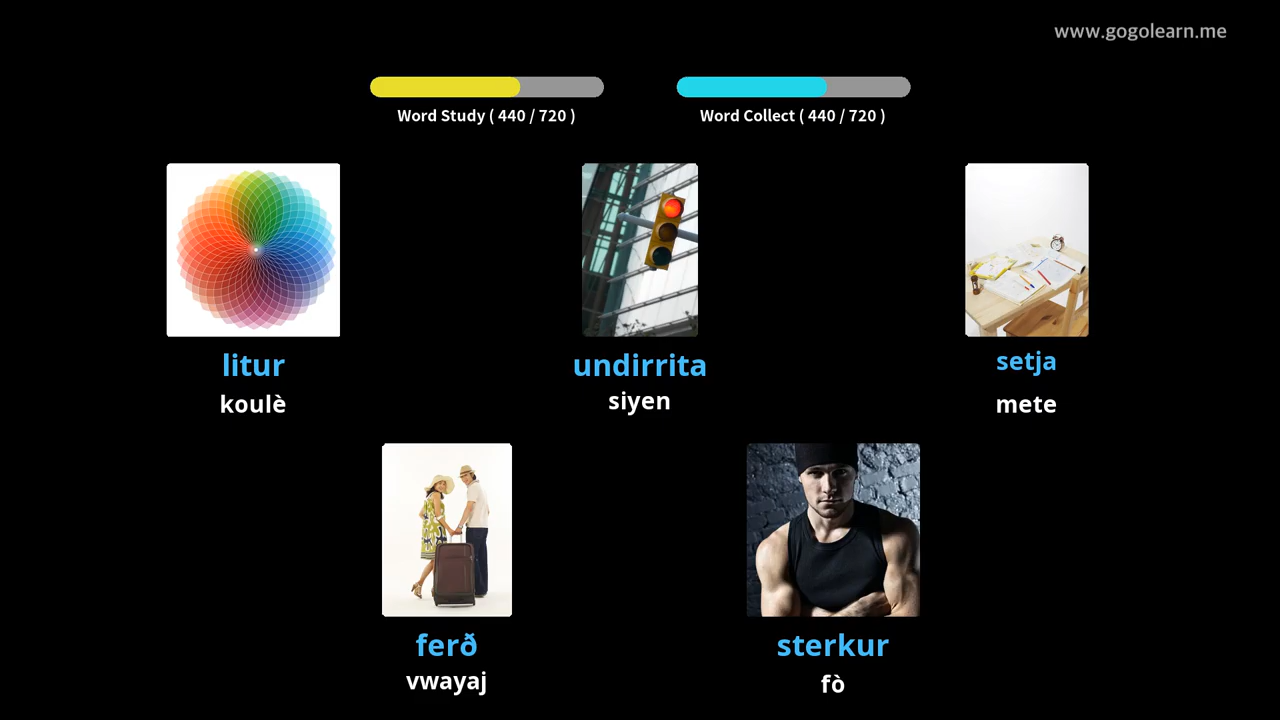 www.gogolearn.me
Word Study ( 440 / 720 )
Word Collect ( 440 / 720 )
litur
koulè
undirrita
siyen
setja
mete
ferð
vwayaj
sterkur
fò